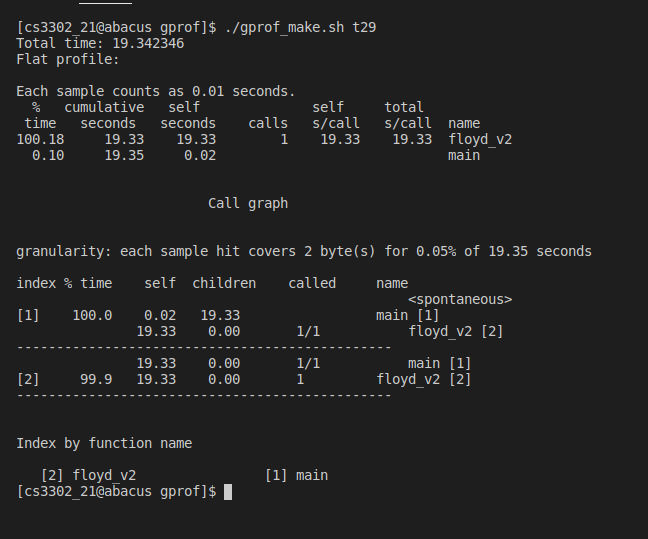 [cs3302_21@abacus gprof]$ ./gprof_make.sh t29
Total time: 19.342346
Flat profile:

Each sample counts as 0.01 seconds.
  %   cumulative   self              self     total
 time   seconds   seconds    calls   s/call   s/call  name
100.18     19.33    19.33        1    19.33    19.33  floyd_v2
  0.10     19.35     0.02                             main

                        Call graph

granularity: each sample hit covers 2 byte(s) for 0.05% of 19.35 seconds

index % time    self  children    called     name
                                                 <spontaneous>
[1]    100.0    0.02   19.33                 main [1]
               19.33    0.00       1/1           floyd_v2 [2]
-----------------------------------------------
               19.33    0.00       1/1           main [1]
[2]     99.9   19.33    0.00       1         floyd_v2 [2]
-----------------------------------------------

Index by function name

   [2] floyd_v2                [1] main
[cs3302_21@abacus gprof]$